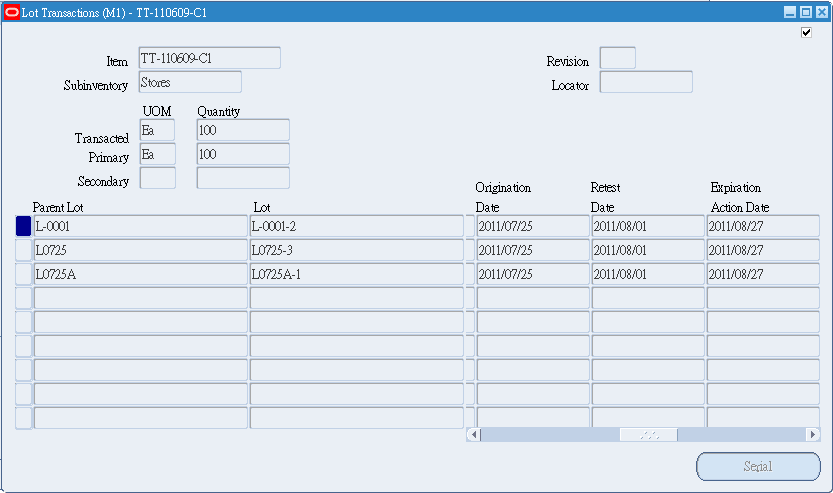 Lot Transactions (M1) - TT-110609-C1
Item TT-110609-C1 Revision
Subinventory Stores Locator
UOM Quantity
Transacted Ea 100
Primary Ea 100
Secondary
Origination Retest Expiration
Parent Lot Lot Date Date Action Date
L-0001 L-0001-2 2011/07/25 2011/08/01 2011/08/27
L0725 L0725-3 2011/07/25 2011/08/01 2011/08/27
L0725A L0725A-1 2011/07/25 2011/08/01 2011/08/27
Serial